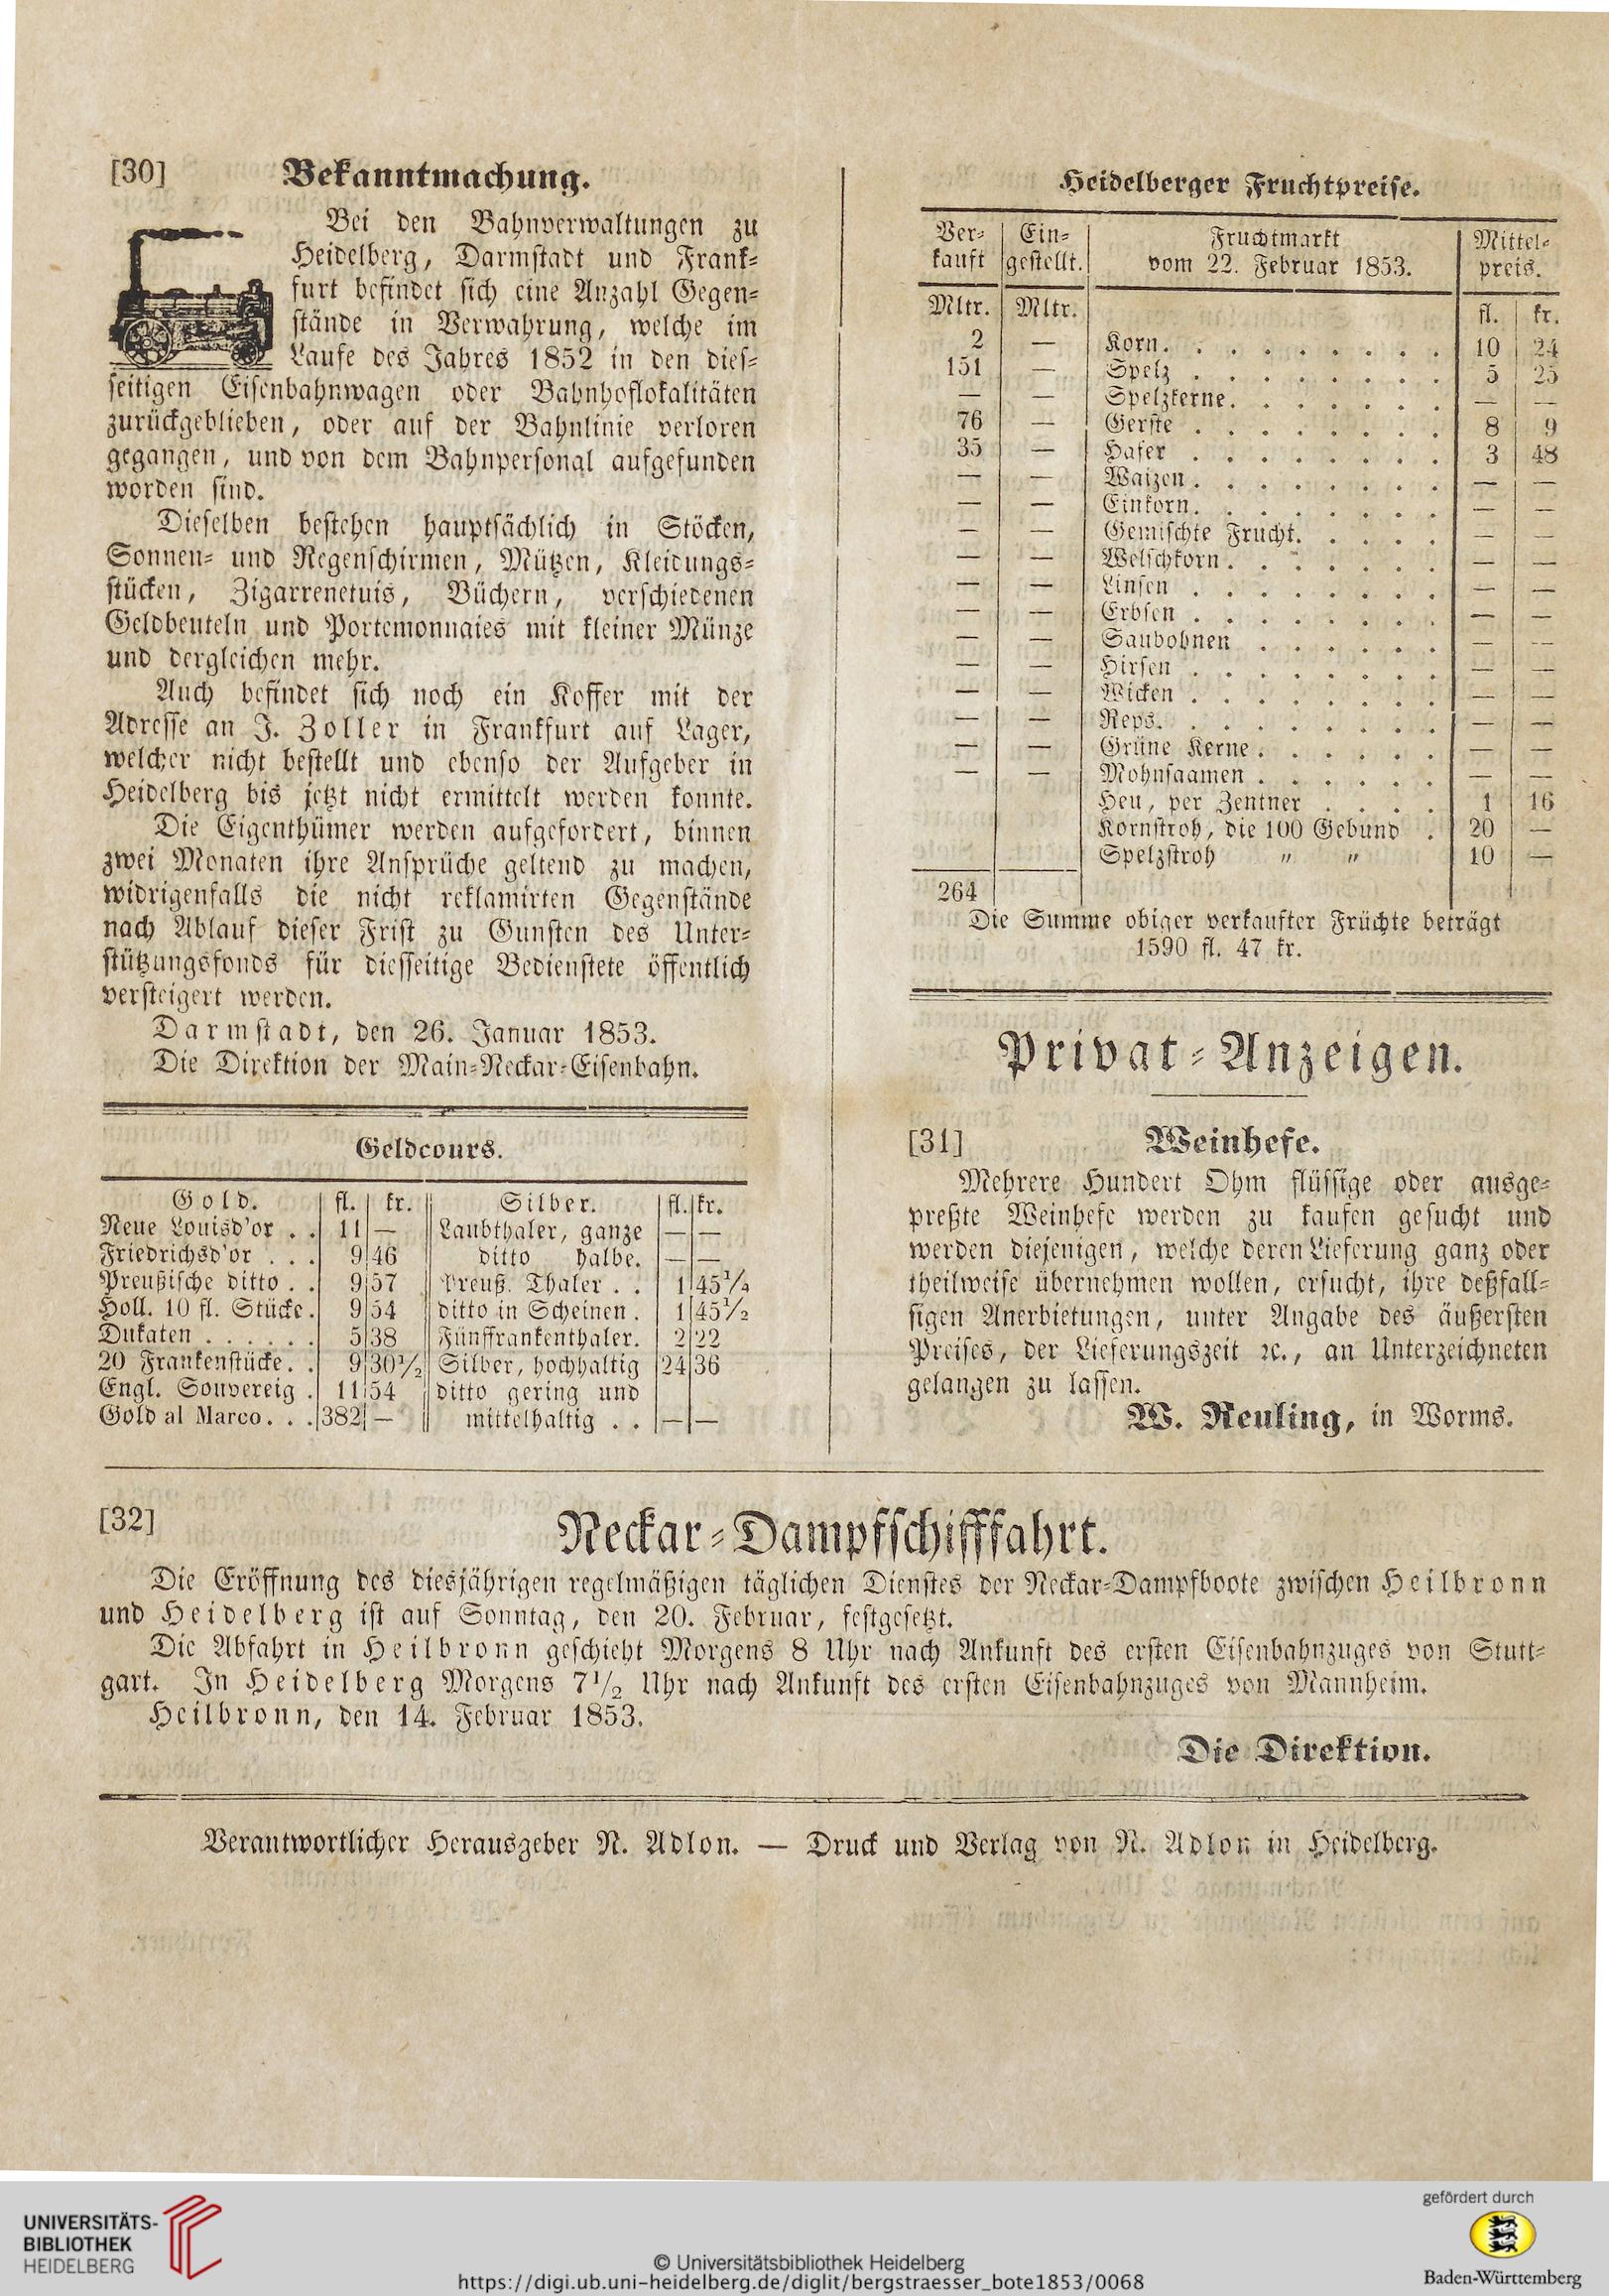 [30] Bekanntmachung.
Bei den Bahnverwaltungen zu
Heidelberg, Darmstadt und Frank-
furt befindet sich eine Anzahl Gegen-
stände in Verwahrung, welche im
Laufe des Jahres 1852 in den dies-
seitigen Eisenbahnwagen oder Bahnhoflokalitäten
zurückgeblieben, oder auf der Bahnlinie verloren
gegangen, und von dem Bahnpersonal aufgefunden
worden sind.
Dieselben bestehen hauptsächlich in Stöcken,
Sonnen- und Regenschirmen, Mützen, Kleidungs-
stücken, Zigarrenetuis, Büchern, verschiedenen
Geldbeuteln und Portemonnaies mit kleiner Münze
und dergleichen mehr.
Auch befindet sich noch ein Koffer mit der
Adresse an J. Zoller in Frankfurt auf Lager,
welcher nicht bestellt und ebenso der Aufgeber in
Heidelberg bis jetzt nicht ermittelt werden konnte.
Die Eigenthümer werden aufgefordert, binnen
zwei Monaten ihre Ansprüche geltend zu machen,
widrigenfalls die nicht reklamirten Gegenstände
nach Ablauf dieser Frist zu Gunsten des Unter-
stützungsfonds für diesseitige Bedienstete öffentlich
versteigert werden.
Darmstadt, den 26. Januar 1853.
Die Direktion der Main-Neckar-Eisenbahn.
Geldcours.
Gold. fl. kr. Silber. fl. kr.
Neue Louisd'or . . 11 — Laubthaler, ganze — —
Friedrichsd'or . . . 9 46 ditto halbe. — —
Preußische ditto . . 9 57 Preuß. Thaler . . 1 45¼
Holl. 10 fl. Stücke . 9 54 ditto in Scheinen . 1 45½
Dukaten . . . . . . 5 38 Fünffrankenthaler. 2 22
20 Frankenstücke. . 9 30½ Silber, hochhaltig 24 36
Engl. Souvereig . 11 54 ditto gering und
Gold al Marco. . . 382 — mittelhaltig . . — —
Heidelberger Fruchtpreise.
Ver- Ein- Fruchtmarkt Mittel-
kauft gestellt. vom 22. Februar 1853. preis.
Mltr. Mltr. fl. kr.
2 — Korn. . . . . . . . . 10 24
151 — Spelz . . . . . . . . 5 25
— — Spelzkerne. . . . . . . — —
76 — Gerste . . . . . . . . 8 9
35 — Hafer . . . . . . . . 3 48
— — Waizen . . . . . . . . — —
— — Einkorn. . . . . . . . — —
— — Gemischte Frucht. . . . . — —
— — Welschkorn . . . . . . . — —
— — Linsen . . . . . . . . — —
— — Erbsen . . . . . . . . — —
— — Saubohnen . . . . . . — —
— — Hirsen . . . . . . . . — —
— — Wicken . . . . . . . . — —
— — Reps. . . . . . . . . — —
— — Grüne Kerne . . . . . . — —
— — Mohnsaamen . . . . . . — —
Heu, per Zentner . . . . 1 16
Kornstroh, die 100 Gebund . 20 —
Spelzstroh " " 10 —
264
Die Summe obiger verkaufter Früchte beträgt
1590 fl. 47 kr.
Privat-Anzeigen.
[31] Weinhefe.
Mehrere Hundert Ohm flüssige oder ausge-
preßte Weinhefe werden zu kaufen gesucht und
werden diejenigen, welche deren Lieferung ganz oder
theilweise übernehmen wollen, ersucht, ihre deßfall-
sigen Anerbietungen, unter Angabe des äußersten
Preises, der Lieferungszeit ꝛc., an Unterzeichneten
gelangen zu lassen.
W. Reuling, in Worms.
[32] Neckar-Dampfschifffahrt.
Die Eröffnung des diesjährigen regelmäßigen täglichen Dienstes der Neckar-Dampfboote zwischen Heilbronn
und Heidelberg ist auf Sonntag, den 20. Februar, festgesetzt.
Die Abfahrt in Heilbronn geschieht Morgens 8 Uhr nach Ankunft des ersten Eisenbahnzuges von Stutt-
gart. In Heidelberg Morgens 7½ Uhr nach Ankunft des ersten Eisenbahnzuges von Mannheim.
Heilbronn, den 14. Februar 1853.
Die Direktion.
Verantwortlicher Herausgeber N. Adlon. — Druck und Verlag von N. Adlon in Heidelberg.
UNIVERSITÄTS-
BIBLIOTHEK
HEIDELBERG
© Universitätsbibliothek Heidelberg
https://digi.ub.uni-heidelberg.de/diglit/bergstraesser_bote1853/0068
gefördert durch
Baden-Württemberg